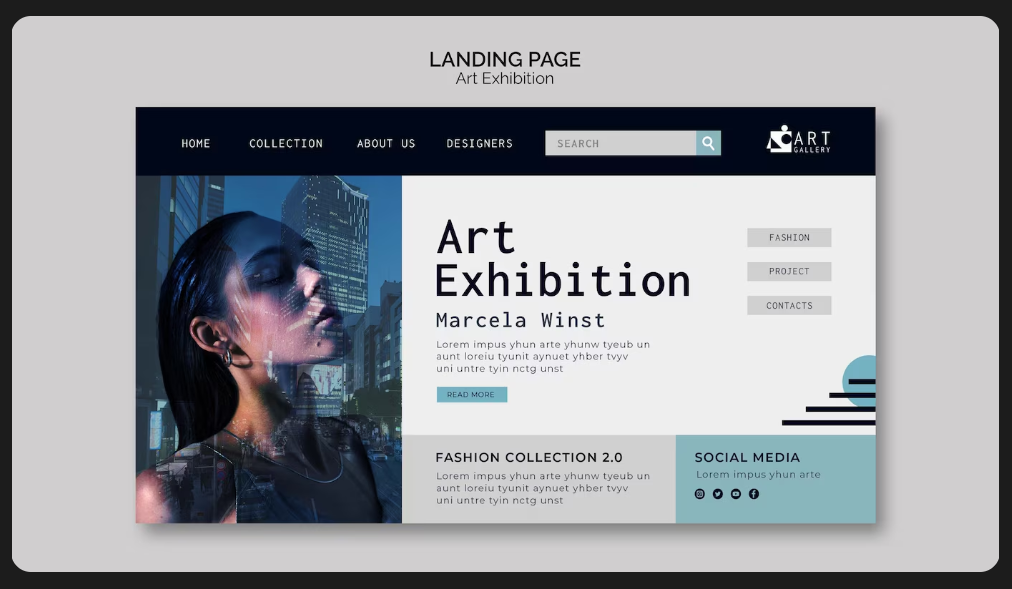 LANDING PAGE
Art Exhibition
HOME
COLLECTION
ABOUT US
DESIGNERS
SEARCH
ART
GALLERY
Art
Exhibition
Marcela Winst
Lorem impus yhun arte yhunw tyeub un
aunt loreiu tyunit aynuet yhber tvyv
uni untre tyin nctg unst
READ MORE
FASHION
PROJECT
CONTACTS
FASHION COLLECTION 2.0
Lorem impus yhun arte yhunw tyeub un
aunt loreiu tyunit aynuet yhber tvyv
uni untre tyin nctg unst
SOCIAL MEDIA
Lorem impus yhun arte